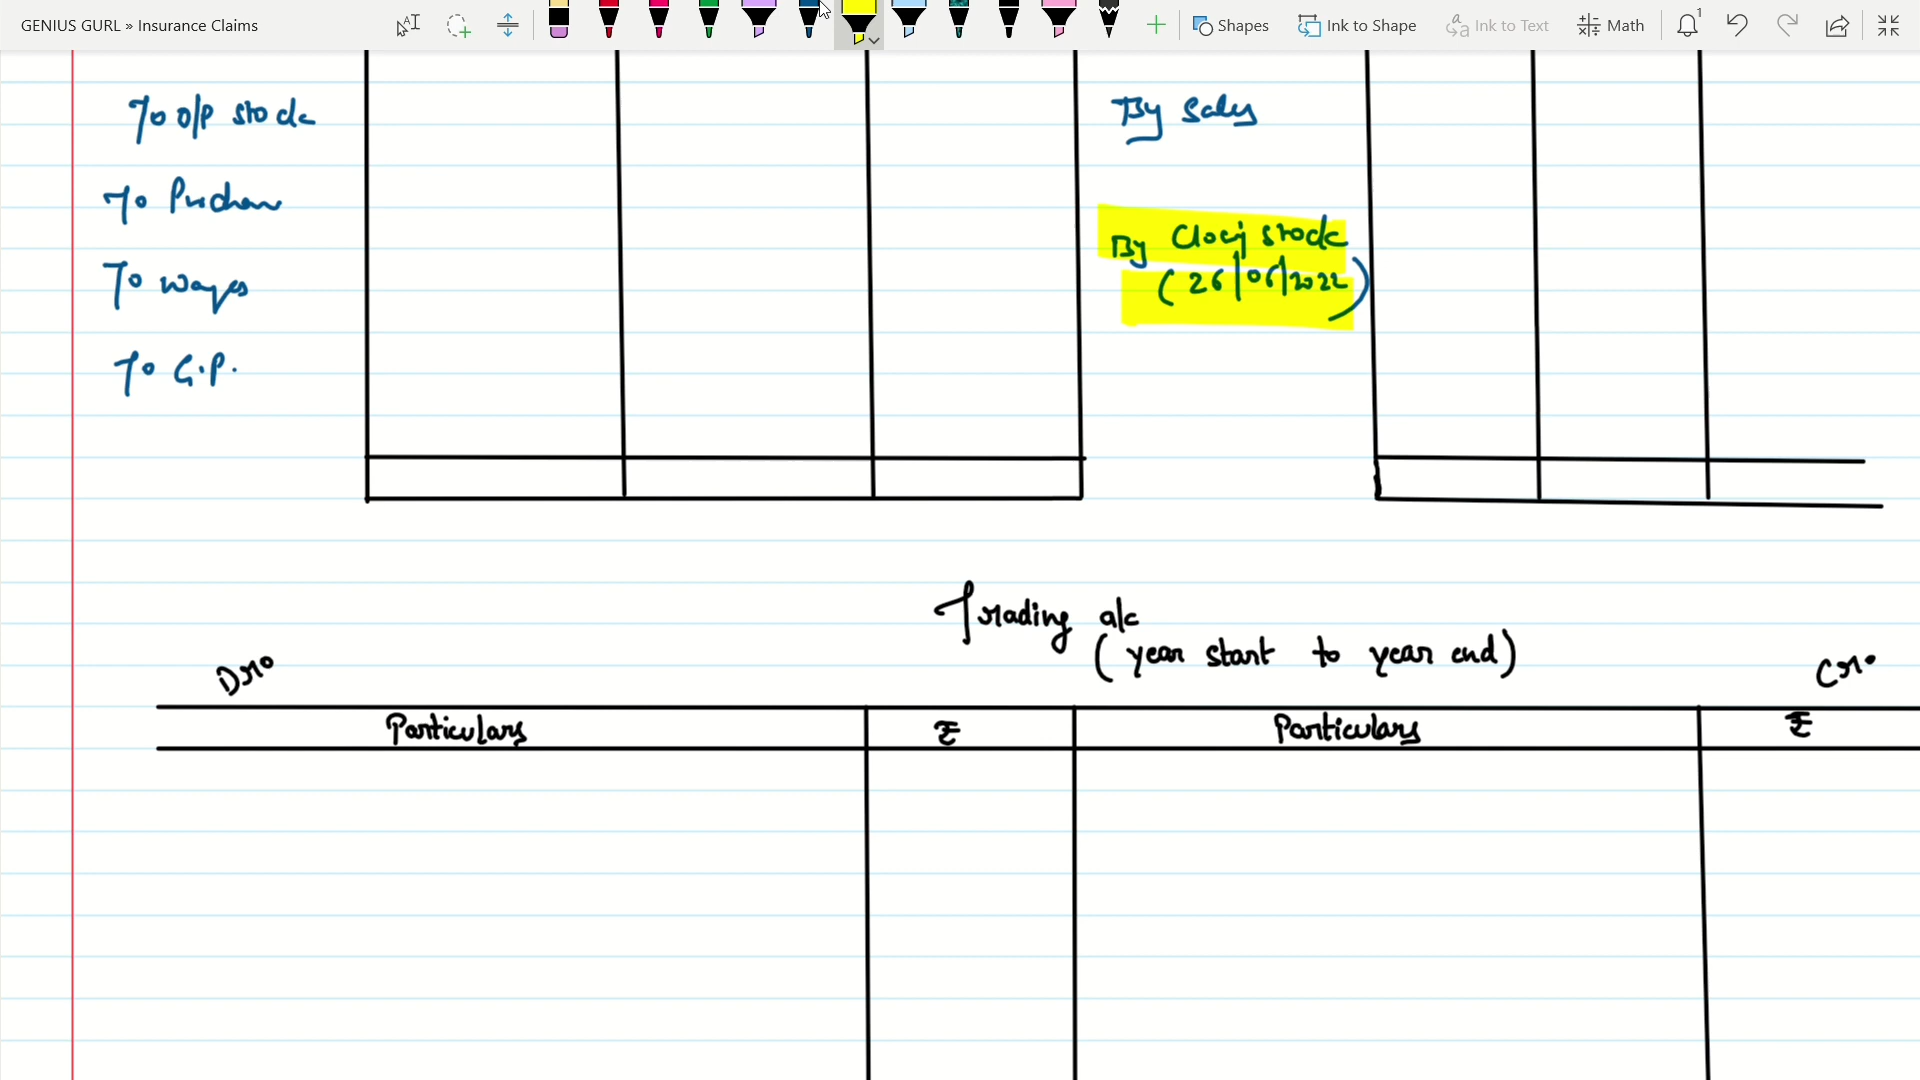 GENIUS GURL » Insurance Claims
Shapes
Ink to Shape
Ink to Text
Math
1
To o/p stock
By Sales
To Purchase
By Closing stock
(26/06/2022)
To Wages
To G.P.
Trading a/c
(year start to year end)
Dr.
Cr.
Particulars
₹
Particulars
₹